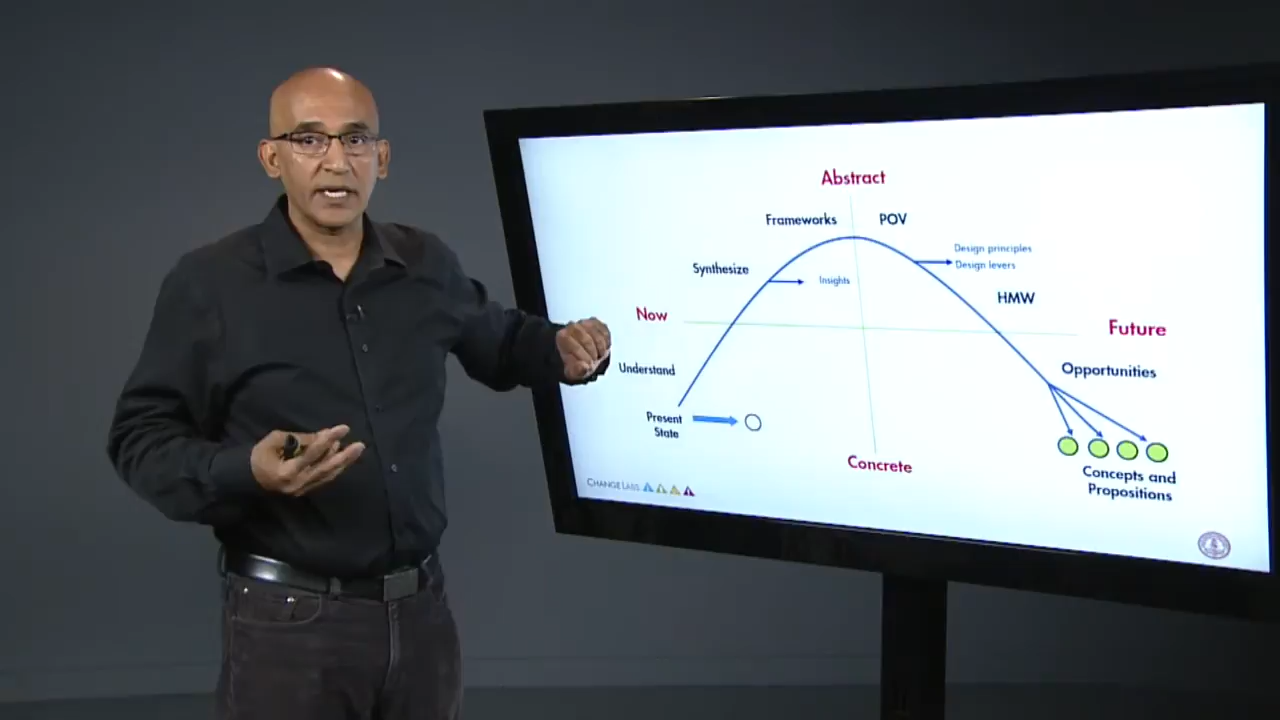 Abstract
Frameworks
POV
Design principles
Design levers
Synthesize
Insights
HMW
Now
Future
Understand
Opportunities
Present
State
Concrete
Concepts and
Propositions
CHANGE LABS